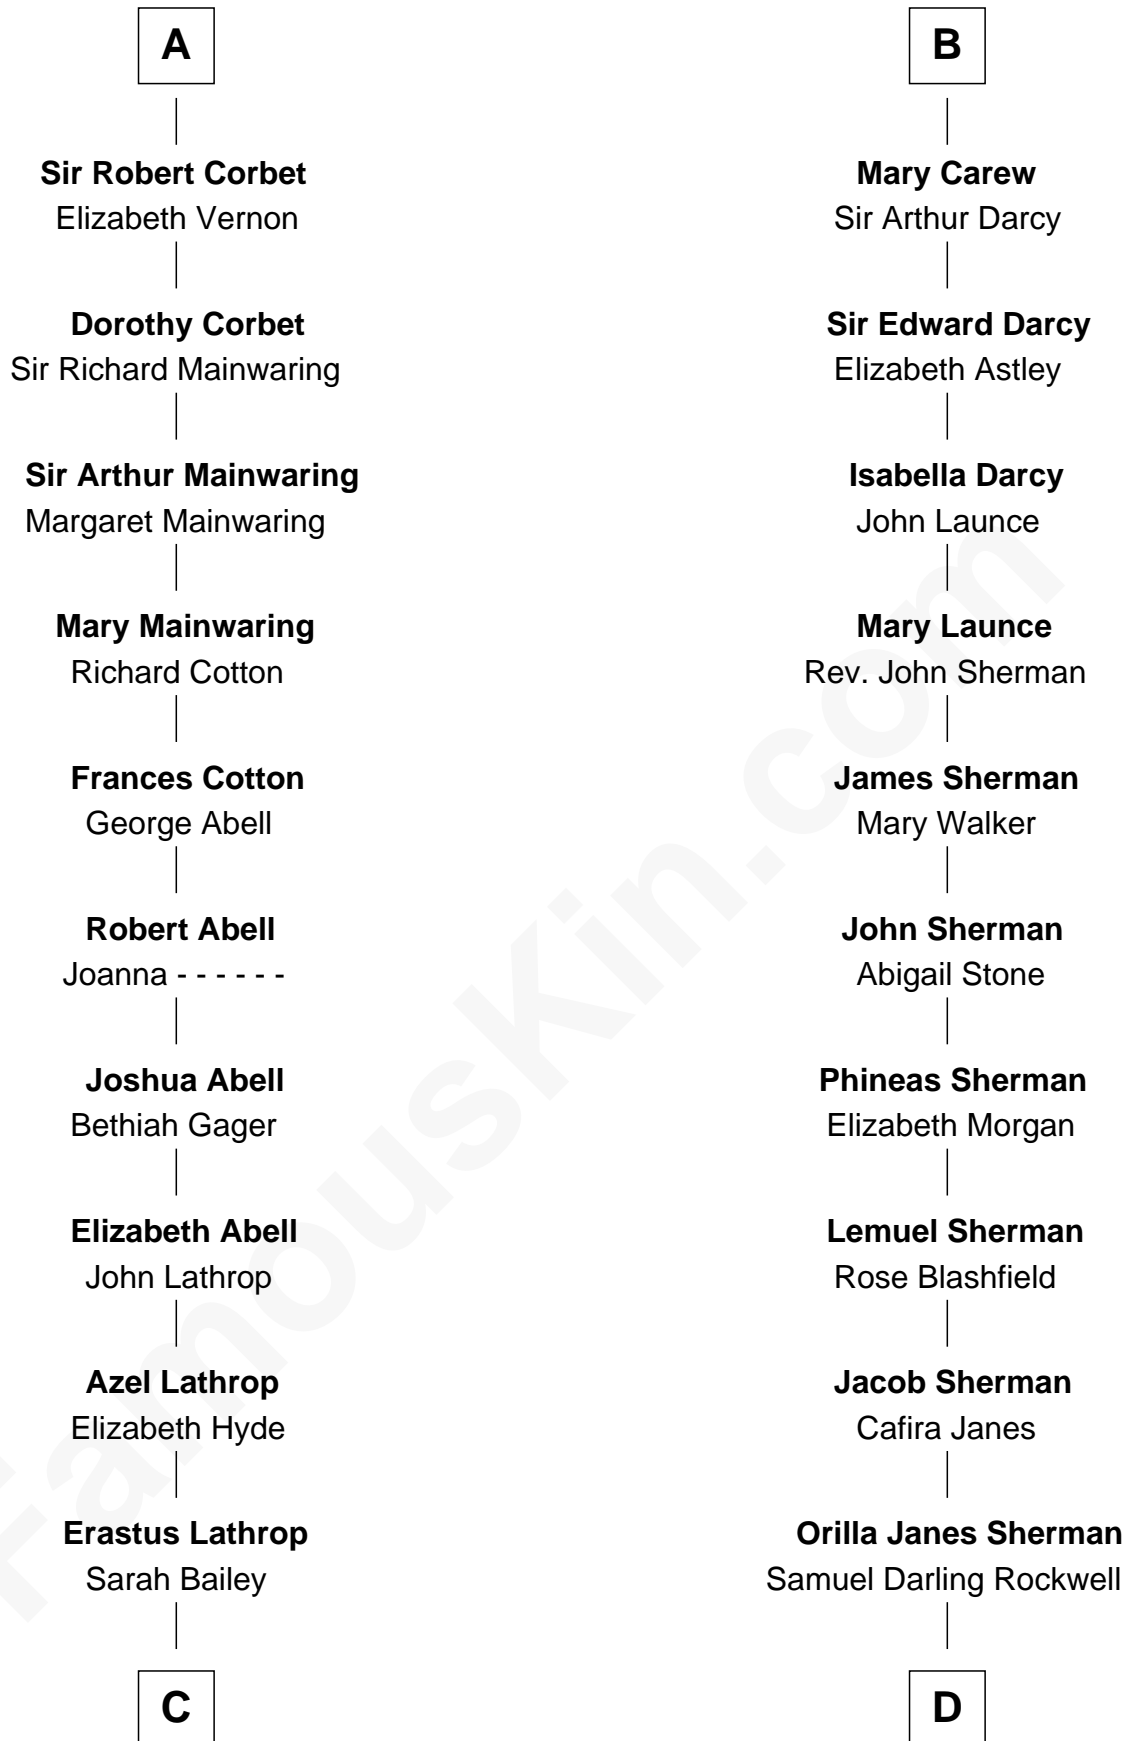 A
Sir Robert Corbet
Elizabeth Vernon
Dorothy Corbet
Sir Richard Mainwaring
Sir Arthur Mainwaring
Margaret Mainwaring
Mary Mainwaring
Richard Cotton
Frances Cotton
George Abell
Robert Abell
Joanna - - - - - -
Joshua Abell
Bethiah Gager
Elizabeth Abell
John Lathrop
Azel Lathrop
Elizabeth Hyde
Erastus Lathrop
Sarah Bailey
C
B
Mary Carew
Sir Arthur Darcy
Sir Edward Darcy
Elizabeth Astley
Isabella Darcy
John Launce
Mary Launce
Rev. John Sherman
James Sherman
Mary Walker
John Sherman
Abigail Stone
Phineas Sherman
Elizabeth Morgan
Lemuel Sherman
Rose Blashfield
Jacob Sherman
Cafira Janes
Orilla Janes Sherman
Samuel Darling Rockwell
D
FamousKin.com